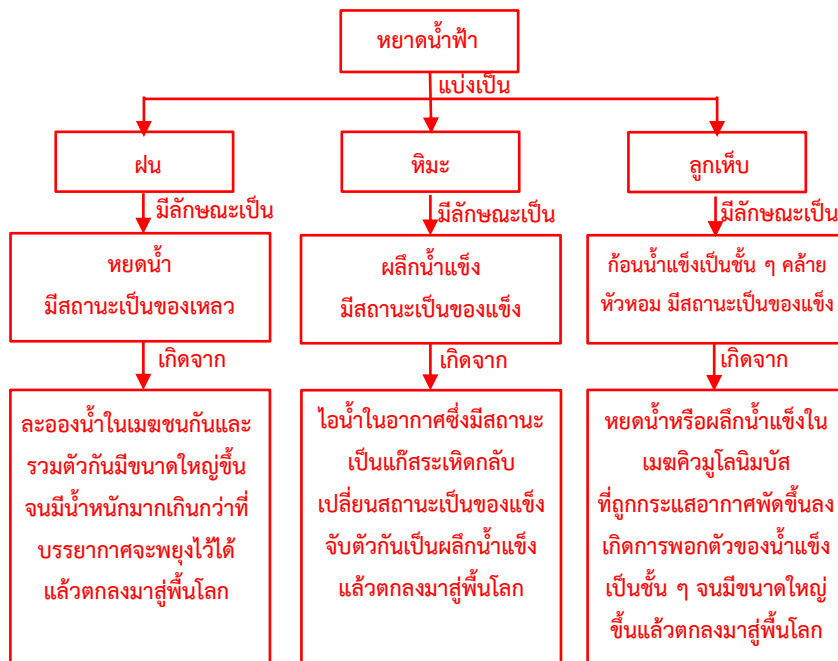 หยาดน้ำฟ้า
แบ่งเป็น
ฝน
หิมะ
ลูกเห็บ
มีลักษณะเป็น
มีลักษณะเป็น
มีลักษณะเป็น
หยดน้ำ
มีสถานะเป็นของเหลว
ผลึกน้ำแข็ง
มีสถานะเป็นของแข็ง
ก้อนน้ำแข็งเป็นชั้น ๆ คล้าย
หัวหอม มีสถานะเป็นของแข็ง
เกิดจาก
เกิดจาก
เกิดจาก
ละอองน้ำในเมฆชนกันและ
รวมตัวกันมีขนาดใหญ่ขึ้น
จนมีน้ำหนักมากเกินกว่าที่
บรรยากาศจะพยุงไว้ได้
แล้วตกลงมาสู่พื้นโลก
ไอน้ำในอากาศซึ่งมีสถานะ
เป็นแก๊สระเหิดกลับ
เปลี่ยนสถานะเป็นของแข็ง
จับตัวกันเป็นผลึกน้ำแข็ง
แล้วตกลงมาสู่พื้นโลก
หยดน้ำหรือผลึกน้ำแข็งใน
เมฆคิวมูโลนิมบัส
ที่ถูกกระแสอากาศพัดขึ้นลง
เกิดการพอกตัวของน้ำแข็ง
เป็นชั้น ๆ จนมีขนาดใหญ่
ขึ้นแล้วตกลงมาสู่พื้นโลก